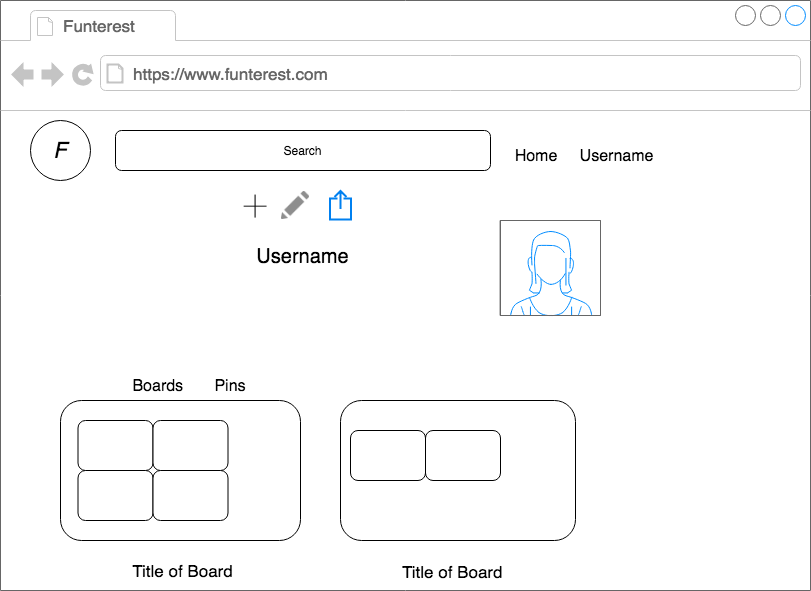 Funterest
https://www.funterest.com
F
Search
Home
Username
Username
Boards
Pins
Title of Board
Title of Board